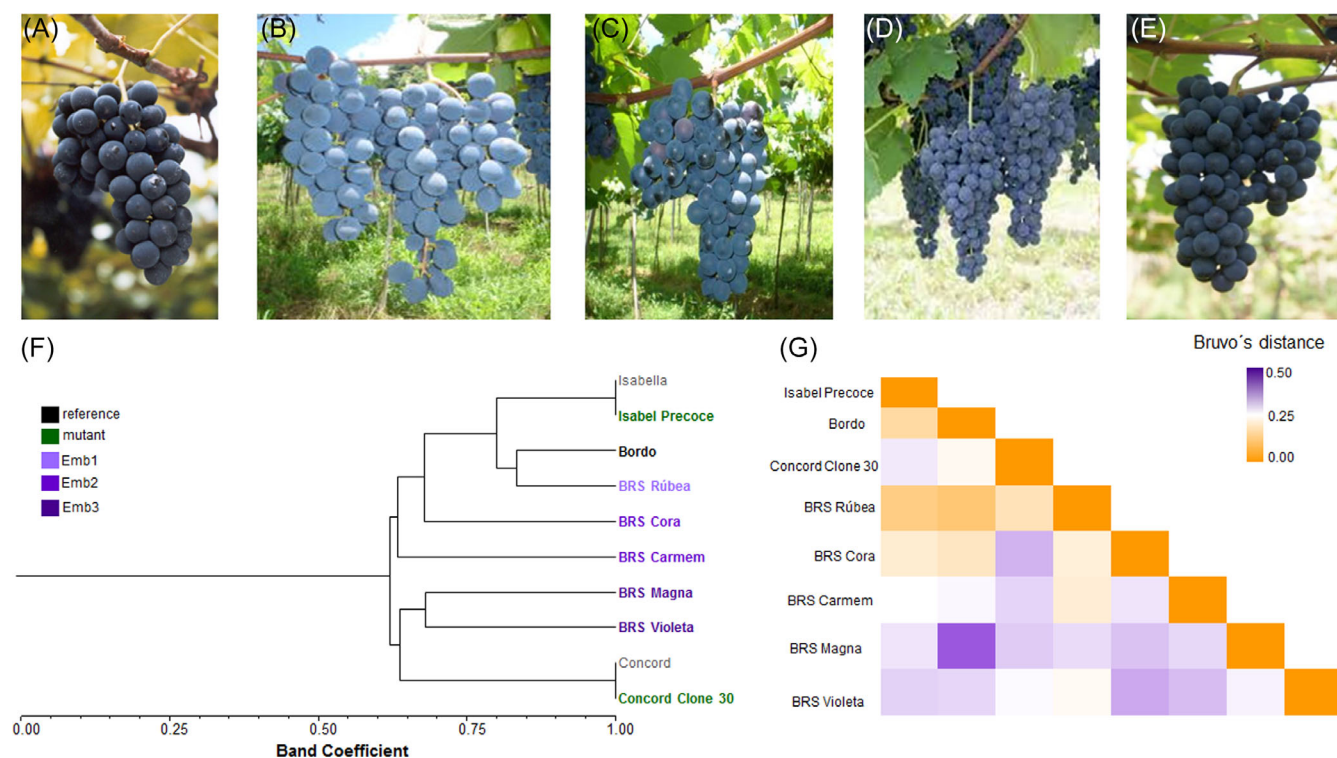 (A)
(B)
(C)
(D)
(E)
(F)
reference
mutant
Emb1
Emb2
Emb3
Isabella
Isabel Precoce
Bordo
BRS Rúbea
BRS Cora
BRS Carmem
BRS Magna
BRS Violeta
Concord
Concord Clone 30
0.00
0.25
0.50
0.75
1.00
Band Coefficient
(G)
Bruvo´s distance
0.50
0.25
0.00
Isabel Precoce
Bordo
Concord Clone 30
BRS Rúbea
BRS Cora
BRS Carmem
BRS Magna
BRS Violeta